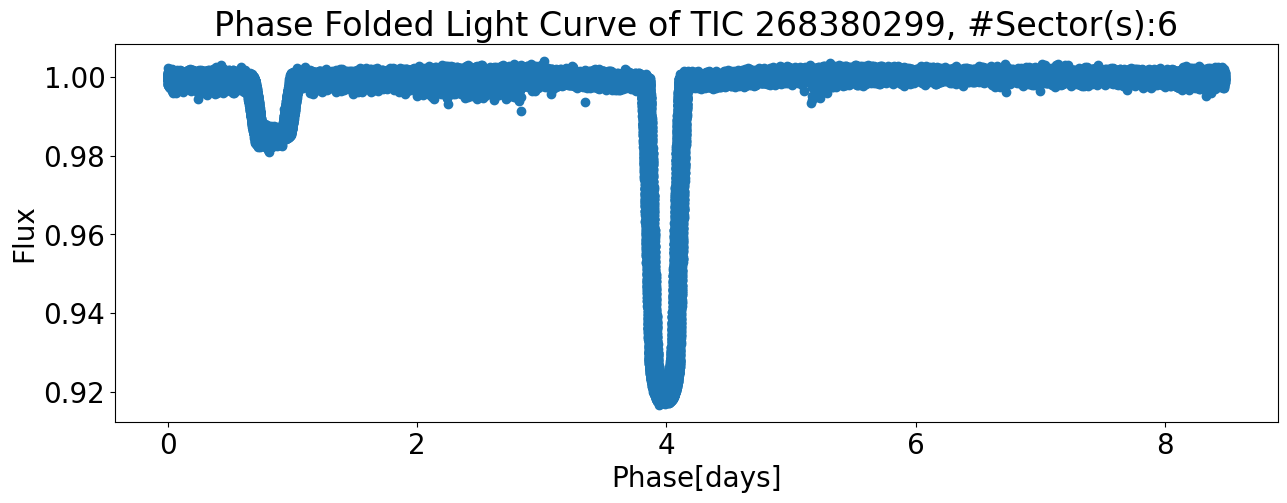 Phase Folded Light Curve of TIC 268380299, #Sector(s):6
1.00
0.98
0.96
0.94
0.92
Flux
0 2 4 6 8
Phase[days]